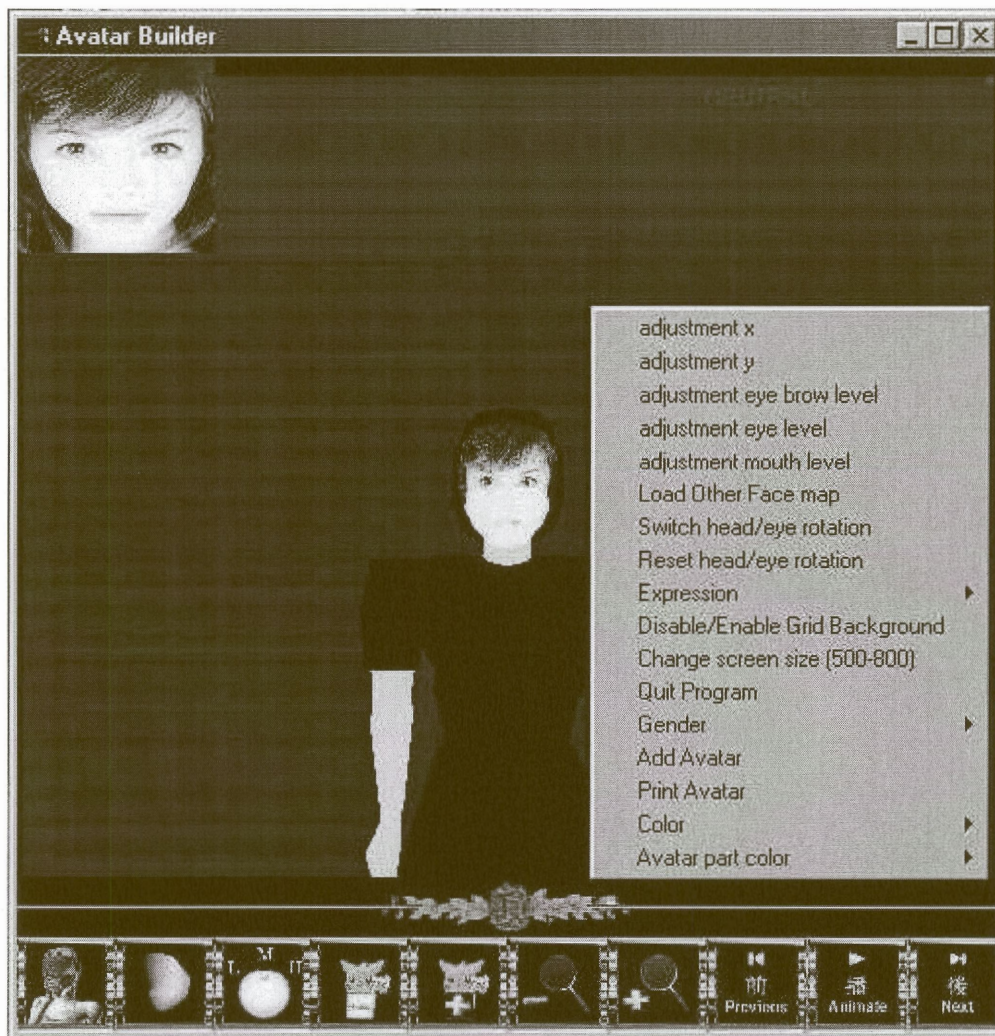 Avatar Builder
adjustment x
adjustment y
adjustment eye brow level
adjustment eye level
adjustment mouth level
Load Other Face map
Switch head/eye rotation
Reset head/eye rotation
Expression
Disable/Enable Grid Background
Change screen size (500-800)
Quit Program
Gender
Add Avatar
Print Avatar
Color
Avatar part color
M
前 播 後
Previous Animate Next